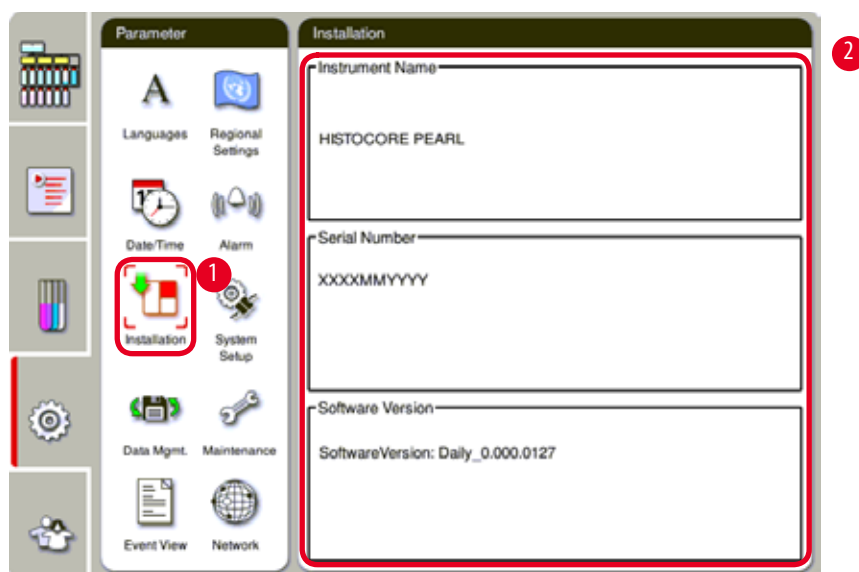 Parameter
Installation
2
Instrument Name
A
Languages
Regional
Settings
HISTOCORE PEARL
Date/Time
Alarm
Serial Number
1
XXXXMMYYYY
Installation
System
Setup
Software Version
Data Mgmt.
Maintenance
SoftwareVersion: Daily_0.000.0127
Event View
Network